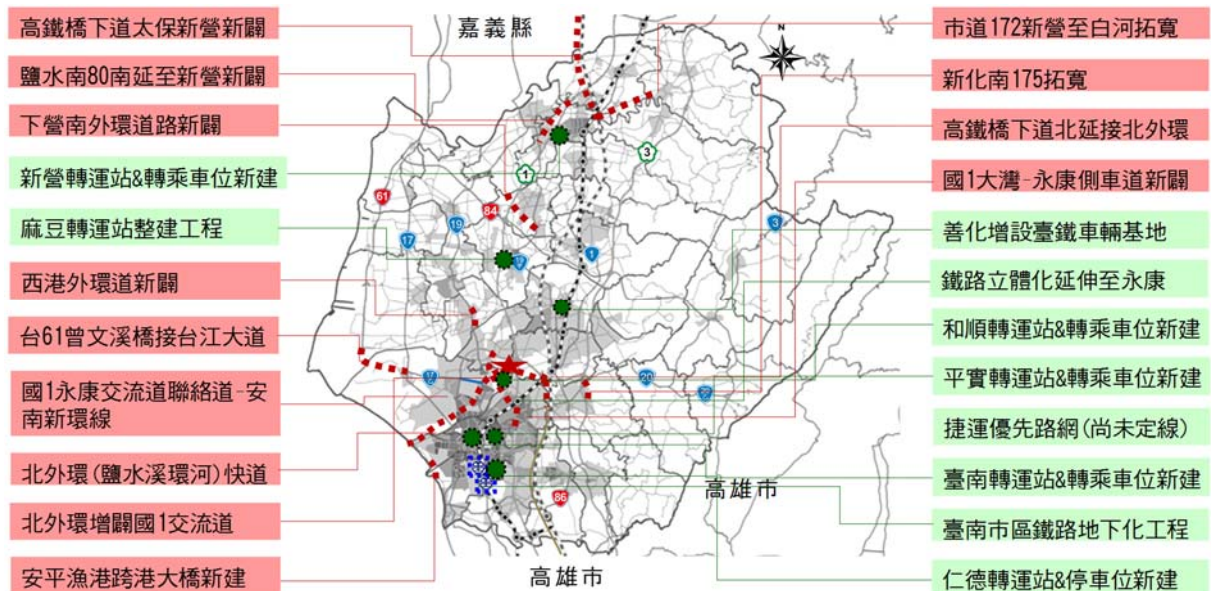 高鐵橋下道太保新營新闢
鹽水南80南延至新營新闢
下營南外環道路新闢
新營轉運站&轉乘車位新建
麻豆轉運站整建工程
西港外環道新闢
台61曾文溪橋接台江大道
國1永康交流道聯絡道-安
南新環線
北外環(鹽水溪環河)快道
北外環增闢國1交流道
安平漁港跨港大橋新建
嘉義縣
N
3
1
61
84
19
17
3
1
20
86
高雄市
高雄市
市道172新營至白河拓寬
新化南175拓寬
高鐵橋下道北延接北外環
國1大灣-永康側車道新闢
善化增設臺鐵車輛基地
鐵路立體化延伸至永康
和順轉運站&轉乘車位新建
平實轉運站&轉乘車位新建
捷運優先路網(尚未定線)
臺南轉運站&轉乘車位新建
臺南市區鐵路地下化工程
仁德轉運站&停車位新建